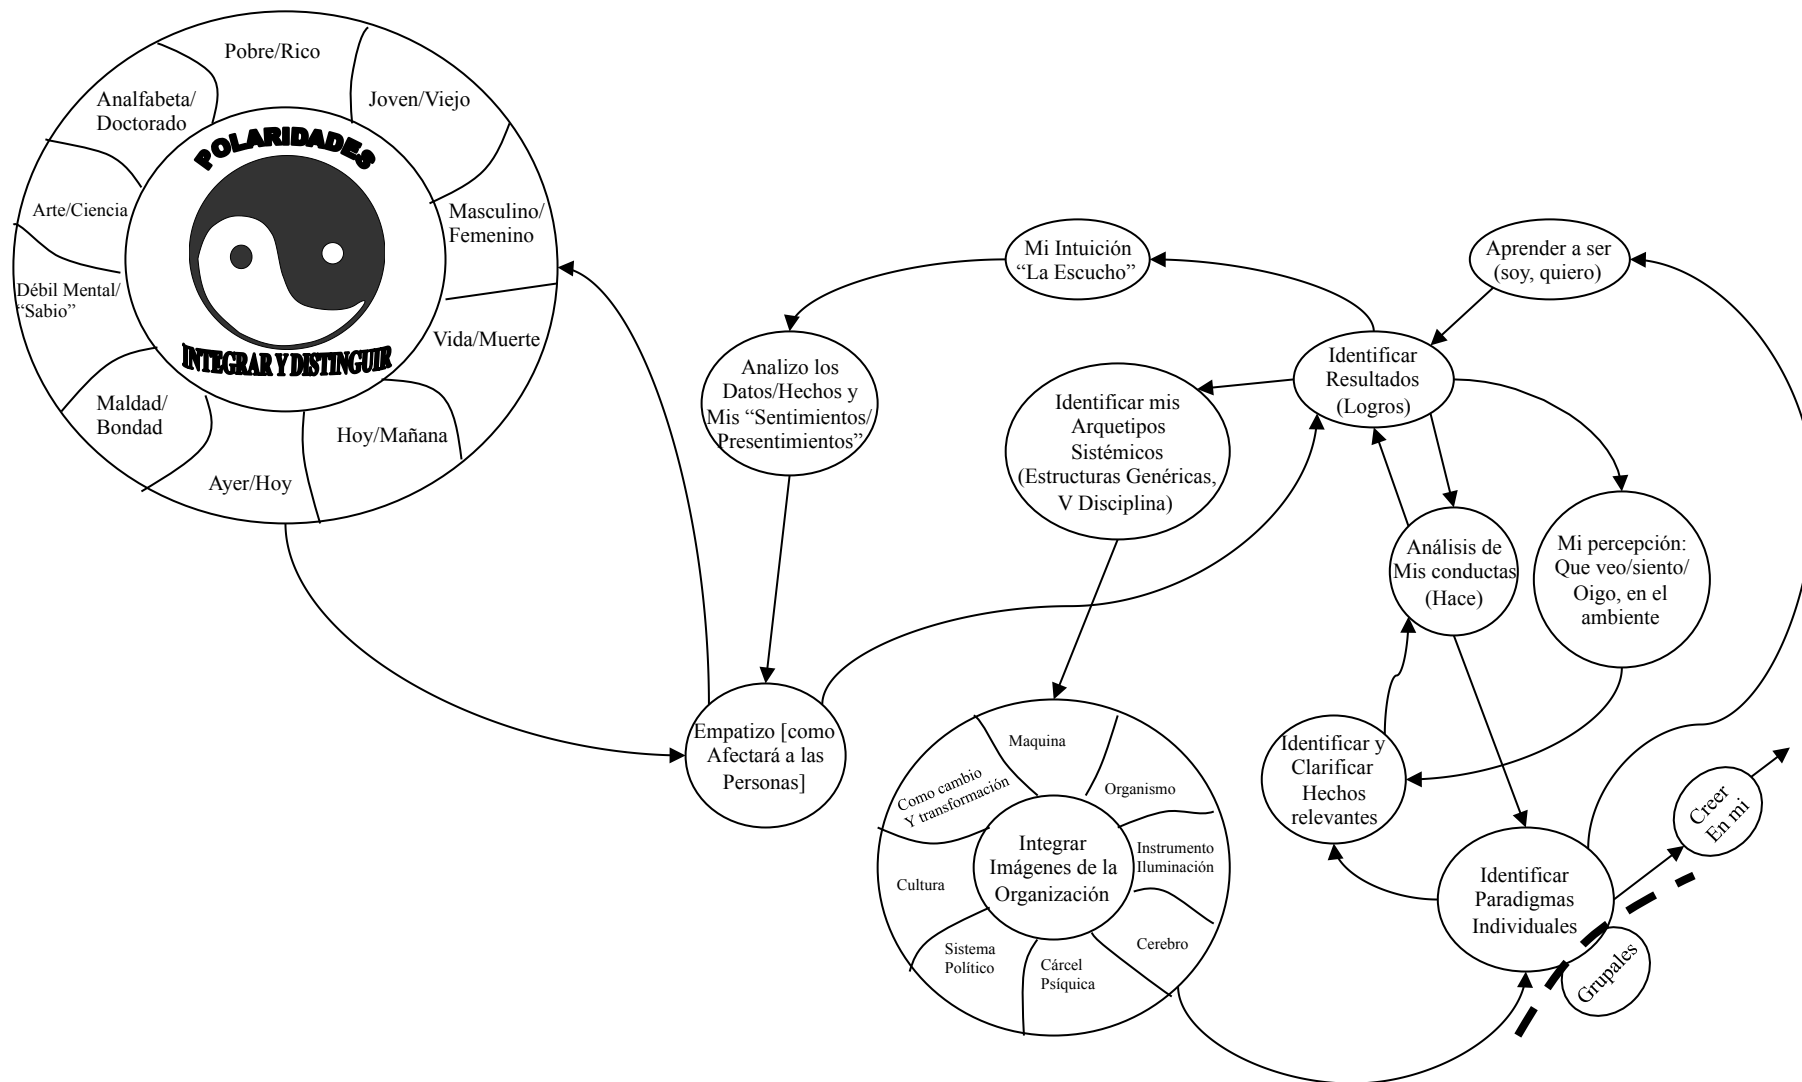 Pobre/Rico
Joven/Viejo
Analfabeta/
Doctorado
POLARIDADES
Arte/Ciencia
Masculino/
Femenino
Débil Mental/
“Sabio”
Vida/Muerte
INTEGRAR Y DISTINGUIR
Maldad/
Bondad
Hoy/Mañana
Ayer/Hoy
Mi Intuición
“La Escucho”
Aprender a ser
(soy, quiero)
Analizo los
Datos/Hechos y
Mis “Sentimientos/
Presentimientos”
Identificar
Resultados
(Logros)
Identificar mis
Arquetipos
Sistémicos
(Estructuras Genéricas,
V Disciplina)
Análisis de
Mis conductas
(Hace)
Mi percepción:
Que veo/siento/
Oigo, en el
ambiente
Empatizo [como
Afectará a las
Personas]
Maquina
Como cambio
Y transformación
Organismo
Integrar
Imágenes de la
Organización
Instrumento
Iluminación
Cultura
Cerebro
Sistema
Político
Cárcel
Psíquica
Identificar y
Clarificar
Hechos
relevantes
Creer
En mi
Identificar
Paradigmas
Individuales
Grupales